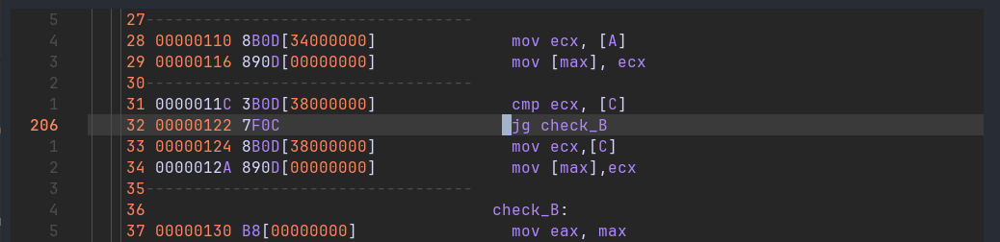 5 27------------------------------------
4 28 00000110 8B0D[34000000] mov ecx, [A]
3 29 00000116 890D[00000000] mov [max], ecx
2 30------------------------------------
1 31 0000011C 3B0D[38000000] cmp ecx, [C]
206 32 00000122 7F0C jg check_B
1 33 00000124 8B0D[38000000] mov ecx,[C]
2 34 0000012A 890D[00000000] mov [max],ecx
3 35------------------------------------
4 36 check_B:
5 37 00000130 B8[00000000] mov eax, max